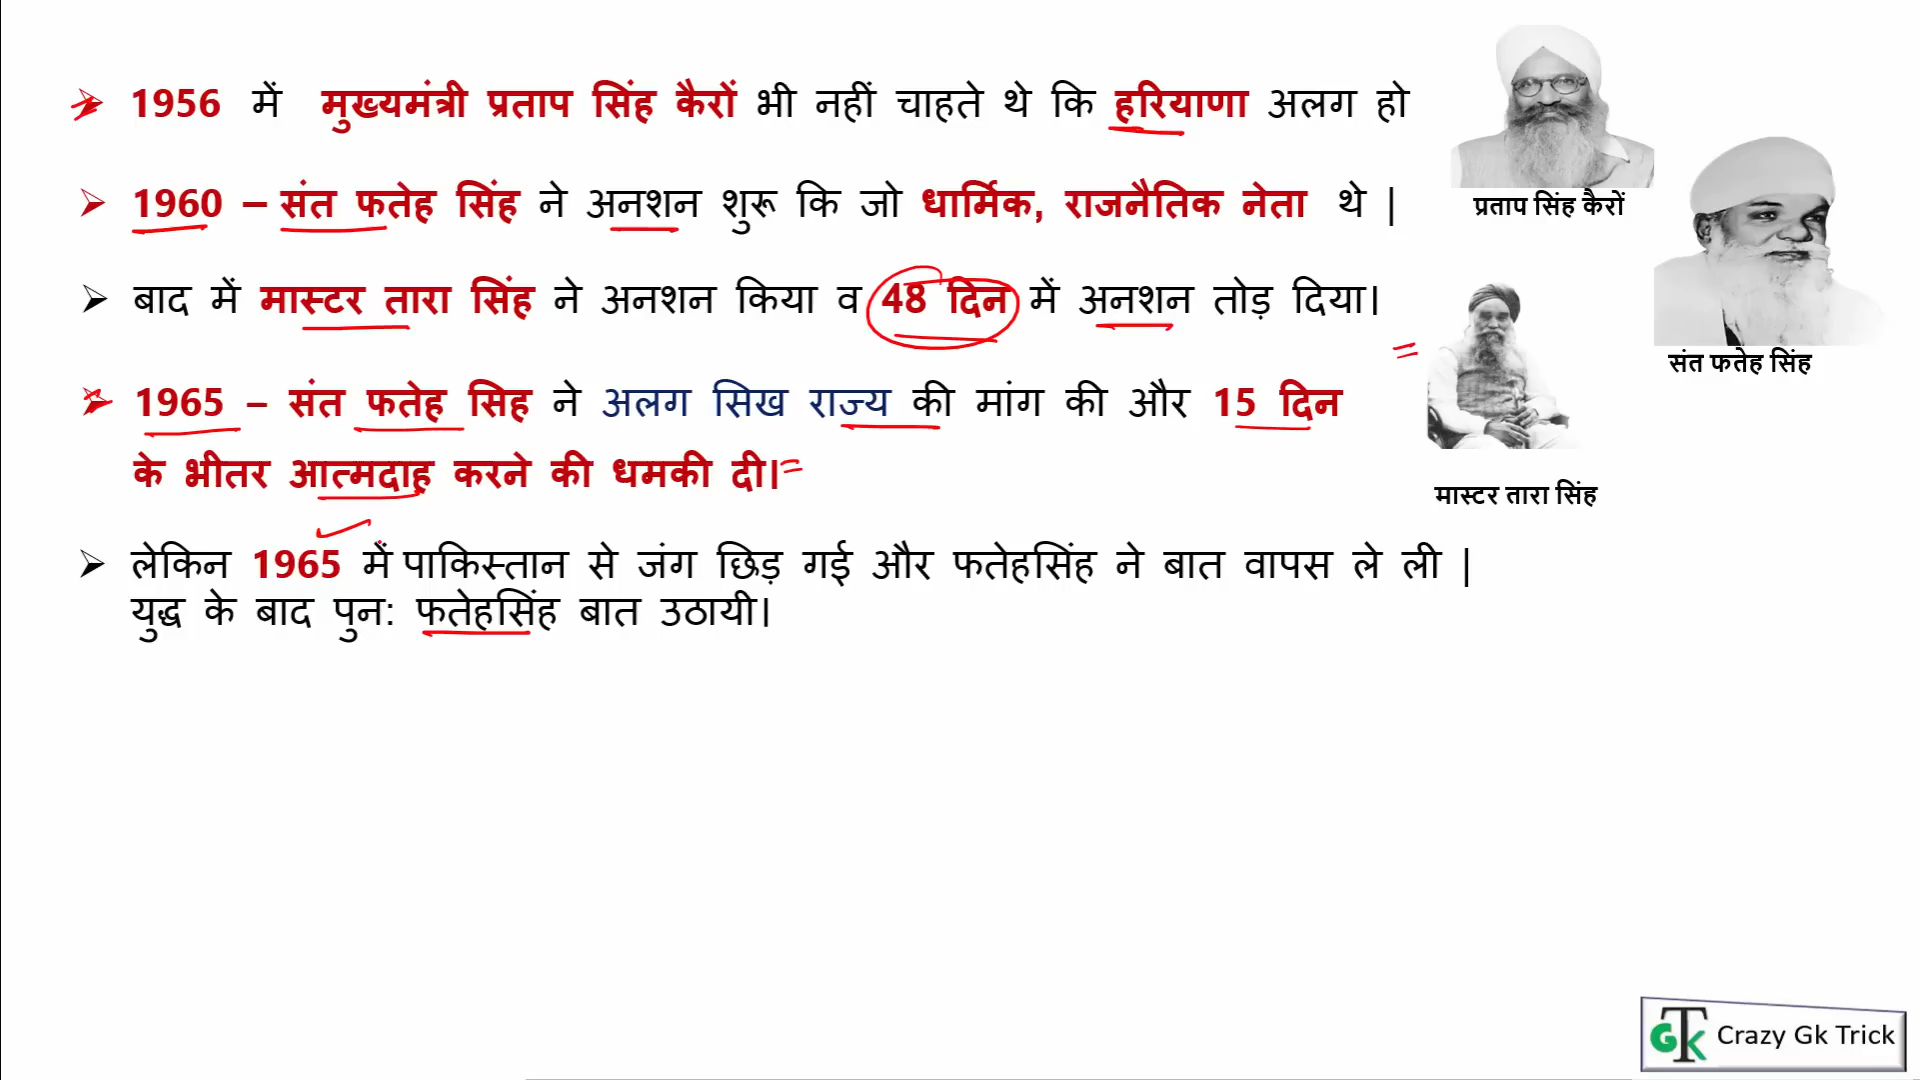 1956 में मुख्यमंत्री प्रताप सिंह कैरों भी नहीं चाहते थे कि हरियाणा अलग हो
1960 – संत फतेह सिंह ने अनशन शुरू कि जो धार्मिक, राजनैतिक नेता थे |
बाद में मास्टर तारा सिंह ने अनशन किया व 48 दिन में अनशन तोड़ दिया।
1965 – संत फतेह सिह ने अलग सिख राज्य की मांग की और 15 दिन
के भीतर आत्मदाह करने की धमकी दी।
लेकिन 1965 में पाकिस्तान से जंग छिड़ गई और फतेहसिंह ने बात वापस ले ली |
युद्ध के बाद पुन: फतेहसिंह बात उठायी।
प्रताप सिंह कैरों
संत फतेह सिंह
मास्टर तारा सिंह
GTK Crazy Gk Trick